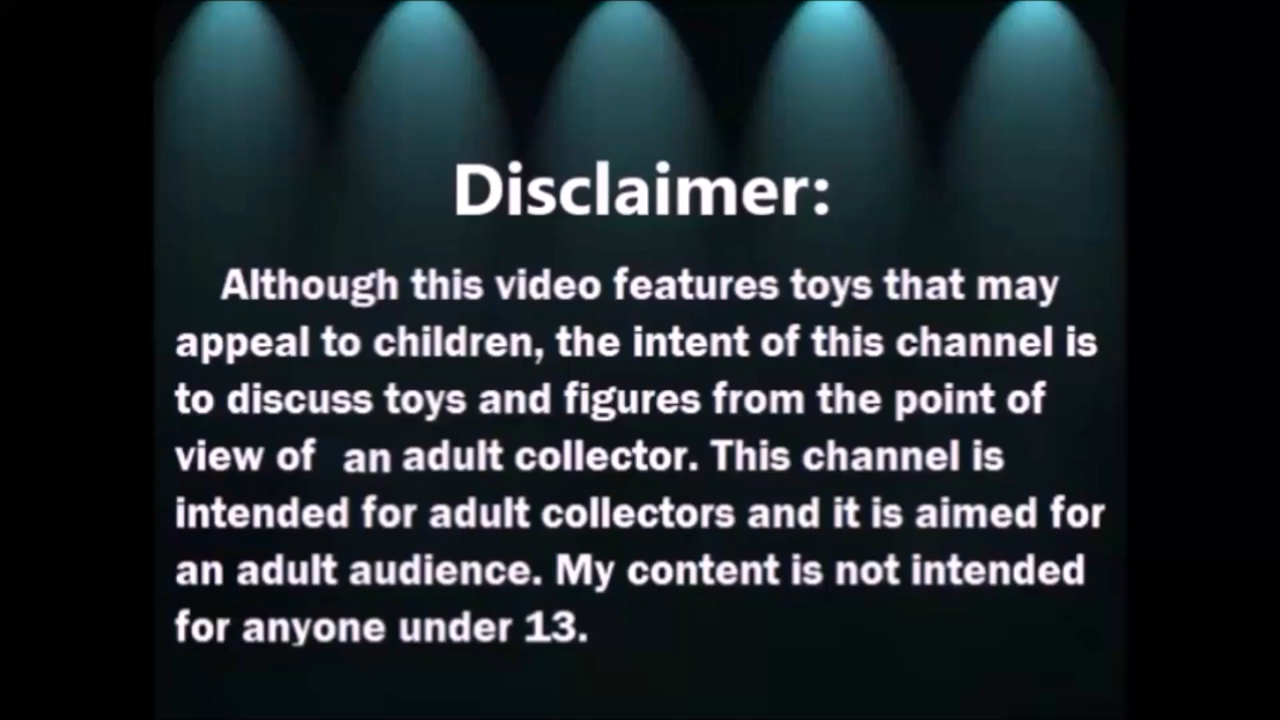 Disclaimer:
Although this video features toys that may
appeal to children, the intent of this channel is
to discuss toys and figures from the point of
view of an adult collector. This channel is
intended for adult collectors and it is aimed for
an adult audience. My content is not intended
for anyone under 13.